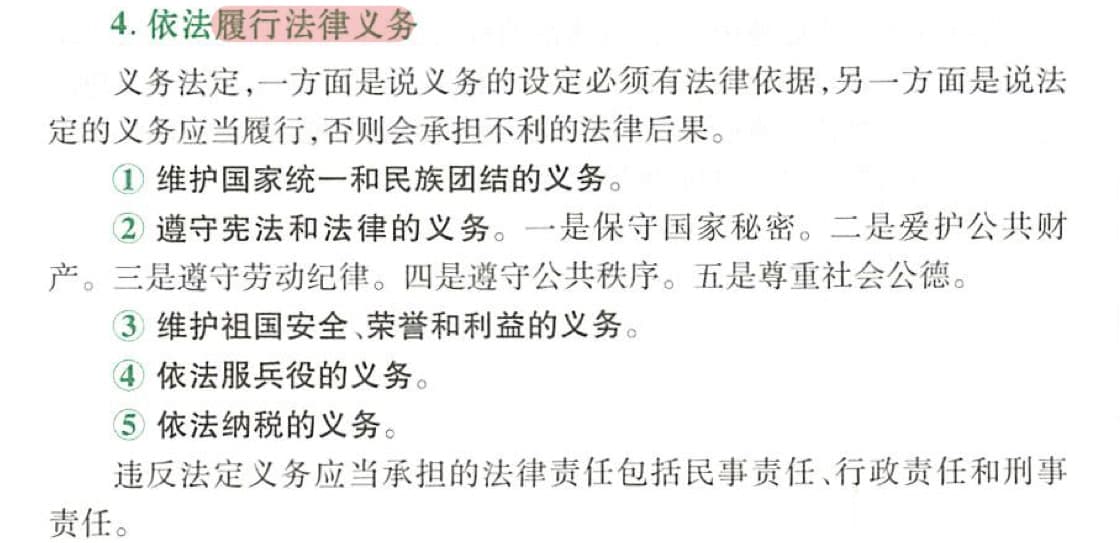 4. 依法履行法律义务
义务法定,一方面是说义务的设定必须有法律依据,另一方面是说法
定的义务应当履行,否则会承担不利的法律后果。
① 维护国家统一和民族团结的义务。
② 遵守宪法和法律的义务。一是保守国家秘密。二是爱护公共财
产。三是遵守劳动纪律。四是遵守公共秩序。五是尊重社会公德。
③ 维护祖国安全、荣誉和利益的义务。
④ 依法服兵役的义务。
⑤ 依法纳税的义务。
违反法定义务应当承担的法律责任包括民事责任、行政责任和刑事
责任。